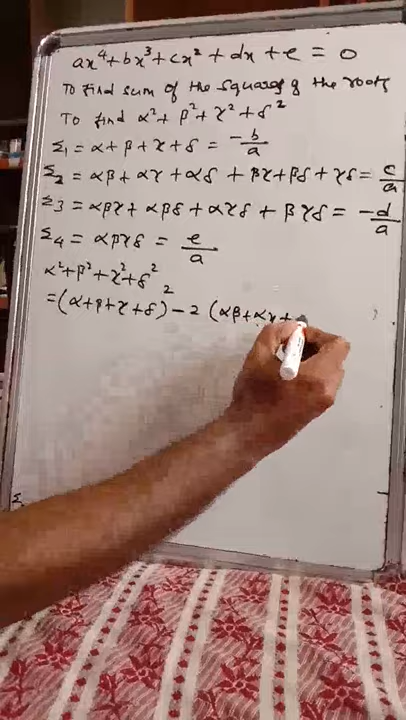 ax⁴+bx³+cx²+dx+e=0
To find sum of the squares of the roots
To find α²+β²+γ²+δ²
Σ₁=α+β+γ+δ=-b/a
Σ₂=αβ+αγ+αδ+βγ+βδ+γδ=c/a
Σ3=αβγ+αβδ+αγδ+βγδ=-d/a
Σ4=αβγδ=e/a
α²+β²+γ²+δ²
=(α+β+γ+δ)²-2(αβ+αγ+
Σ